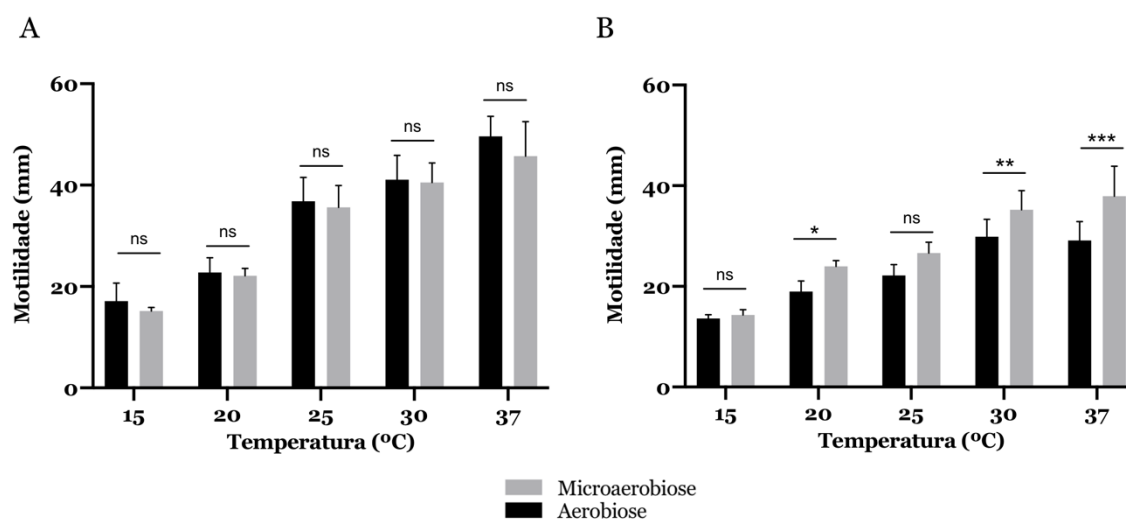 A
Motilidade (mm)
60
40
20
0
ns
ns
ns
ns
ns
15 20 25 30 37
Temperatura (ºC)
B
Motilidade (mm)
60
40
20
0
ns
*
ns
**
***
15 20 25 30 37
Temperatura (ºC)
Microaerobiose
Aerobiose